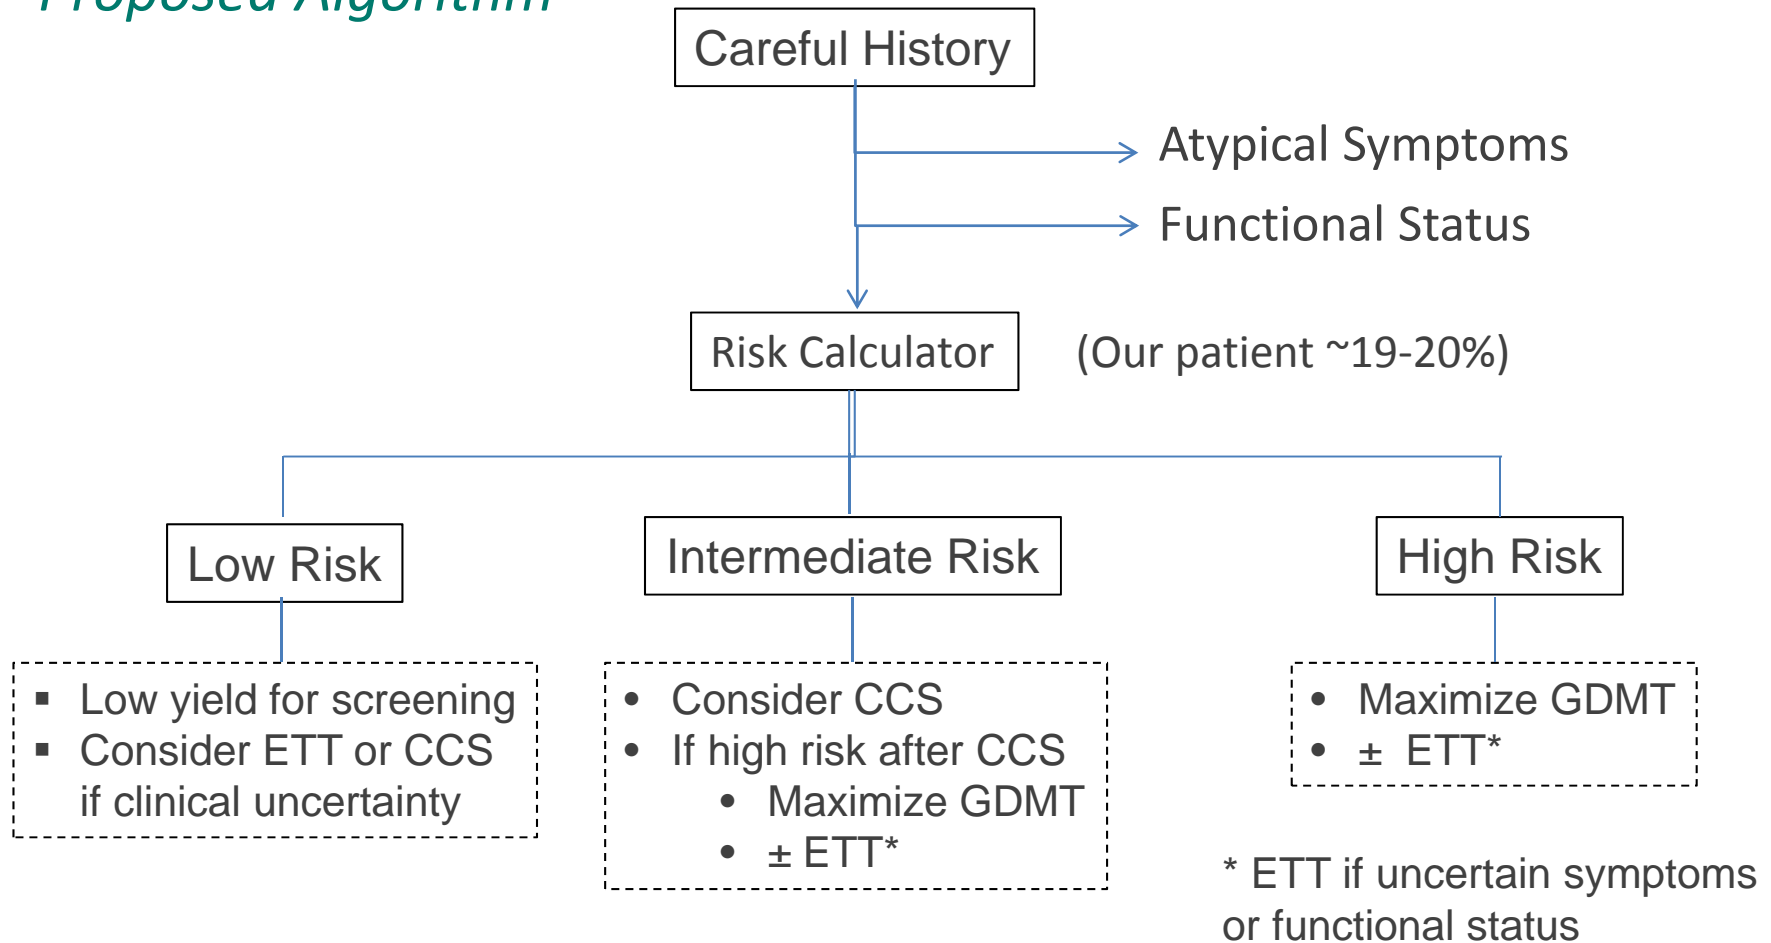 Proposed Algorithm
Careful History
Atypical Symptoms
Functional Status
Risk Calculator
(Our patient ~19-20%)
Low Risk
▪ Low yield for screening
▪ Consider ETT or CCS
if clinical uncertainty
Intermediate Risk
• Consider CCS
• If high risk after CCS
• Maximize GDMT
• ± ETT*
High Risk
• Maximize GDMT
• ± ETT*
* ETT if uncertain symptoms
or functional status